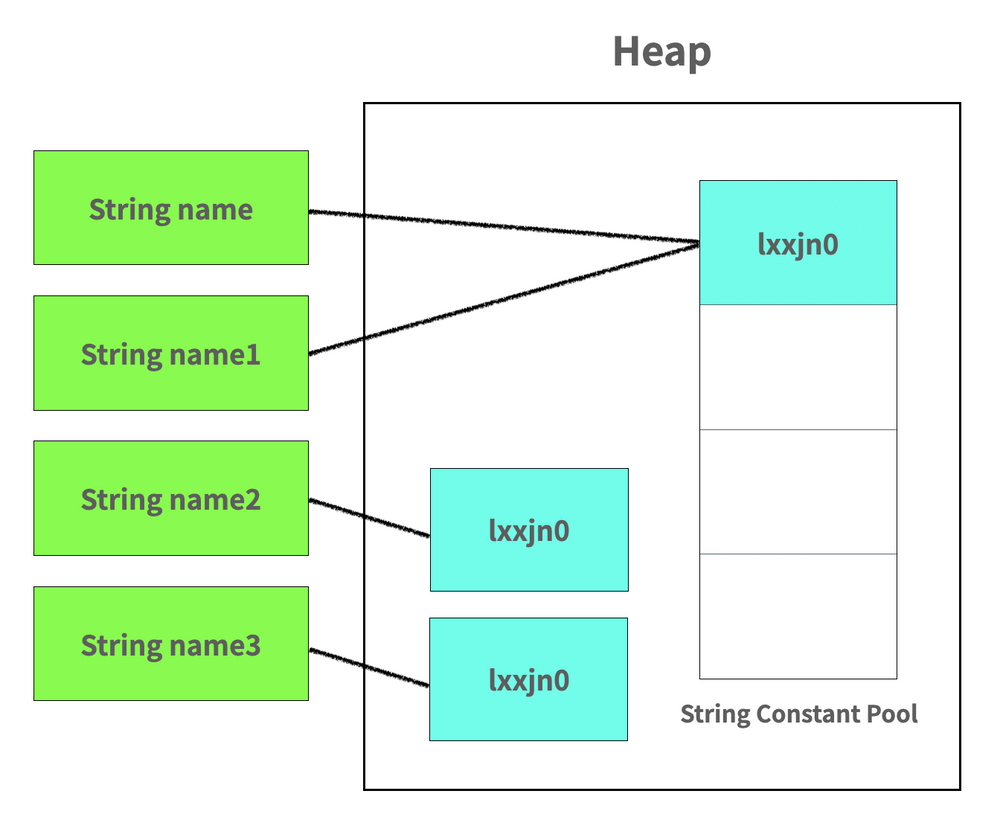 Heap
String name
String name1
String name2
String name3
lxxjn0
lxxjn0
lxxjn0
String Constant Pool